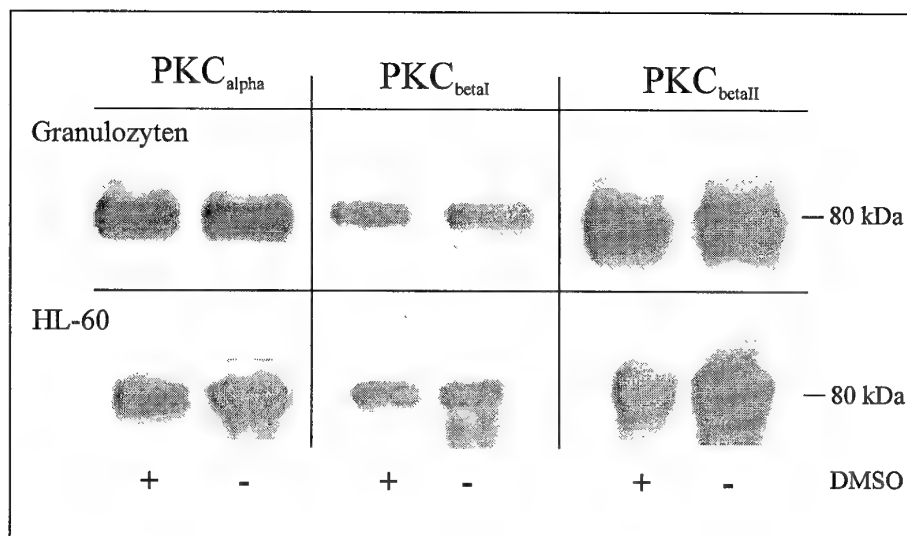 PKCalpha PKCbetaI PKCbetaII
Granulozyten
80 kDa
HL-60
80 kDa
+ - + - + - DMSO